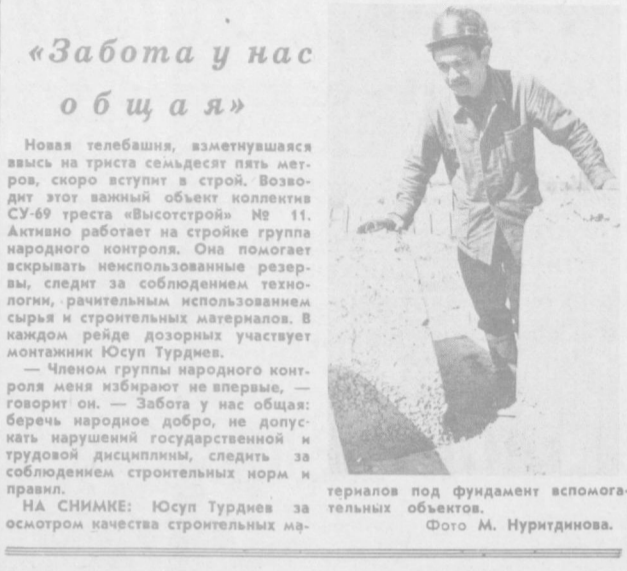 «Забота у нас
общая»
Новая телебашня, взметнувшаяся
ввысь на триста семьдесят пять мет-
ров, скоро вступит в строй. Возво-
дит этот важный объект коллектив
СУ-69 треста «Высотстрой» № 11.
Активно работает на стройке группа
народного контроля. Она помогает
вскрывать неиспользованные резер-
вы, следит за соблюдением техно-
логии, рачительным использованием
сырья и строительных материалов. В
каждом рейде дозорных участвует
монтажник Юсуп Турдиев.
— Членом группы народного конт-
роля меня избирают не впервые, —
говорит он. — Забота у нас общая:
беречь народное добро, не допус-
кать нарушений государственной и
трудовой дисциплины, следить за
соблюдением строительных норм и
правил.
НА СНИМКЕ: Юсуп Турдиев за
осмотром качества строительных ма-
териалов под фундамент вспомога-
тельных объектов.
Фото М. Нуритдинова.